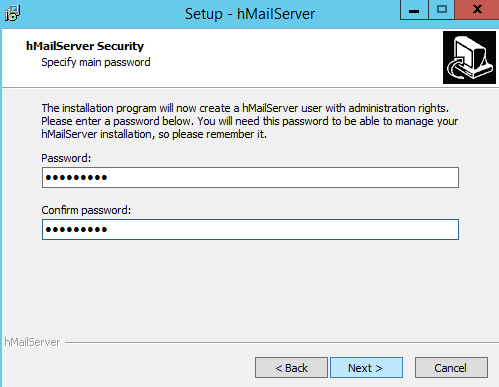 Setup - hMailServer
hMailServer Security
Specify main password
The installation program will now create a hMailServer user with administration rights.
Please enter a password below. You will need this password to be able to manage your
hMailServer installation, so please remember it.
Password:
●●●●●●●●●
Confirm password:
●●●●●●●●●
hMailServer
< Back
Next >
Cancel